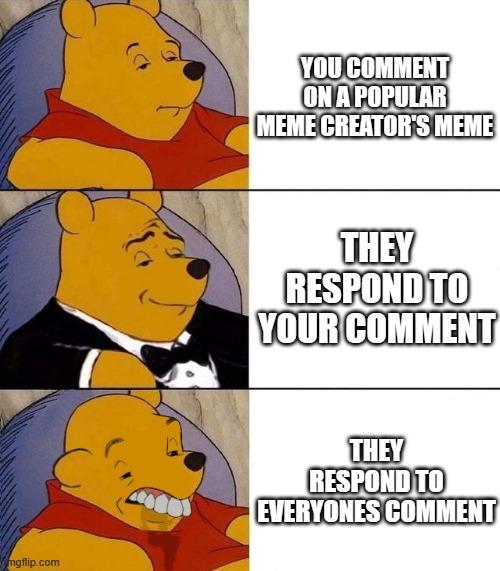 YOU COMMENT
ON A POPULAR
MEME CREATOR'S MEME
THEY
RESPOND TO
YOUR COMMENT
THEY
RESPOND TO
EVERYONES COMMENT
imgflip.com